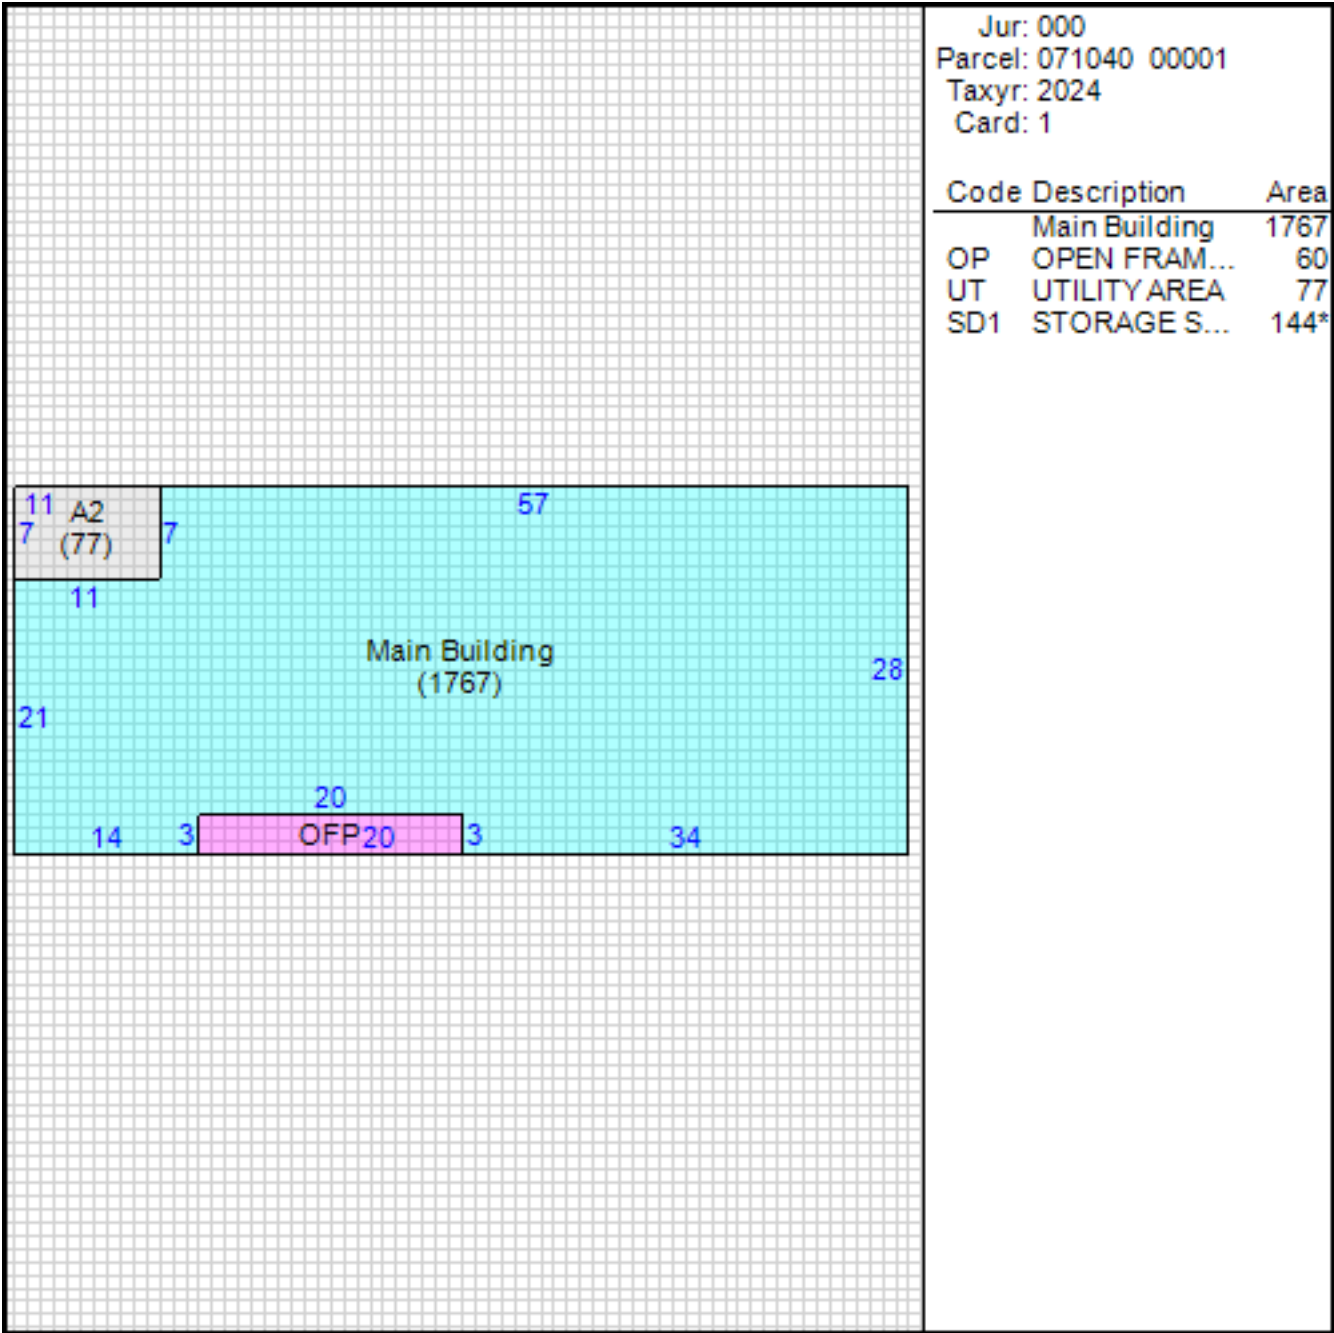 Jur: 000
Parcel: 071040 00001
Taxyr: 2024
Card: 1
Code Description Area
Main Building 1767
OP OPEN FRAM... 60
UT UTILITY AREA 77
SD1 STORAGE S... 144*
11 A2 57
7 (77) 7
11
Main Building
(1767)
28
21
20
14 3 OFP 20 3 34